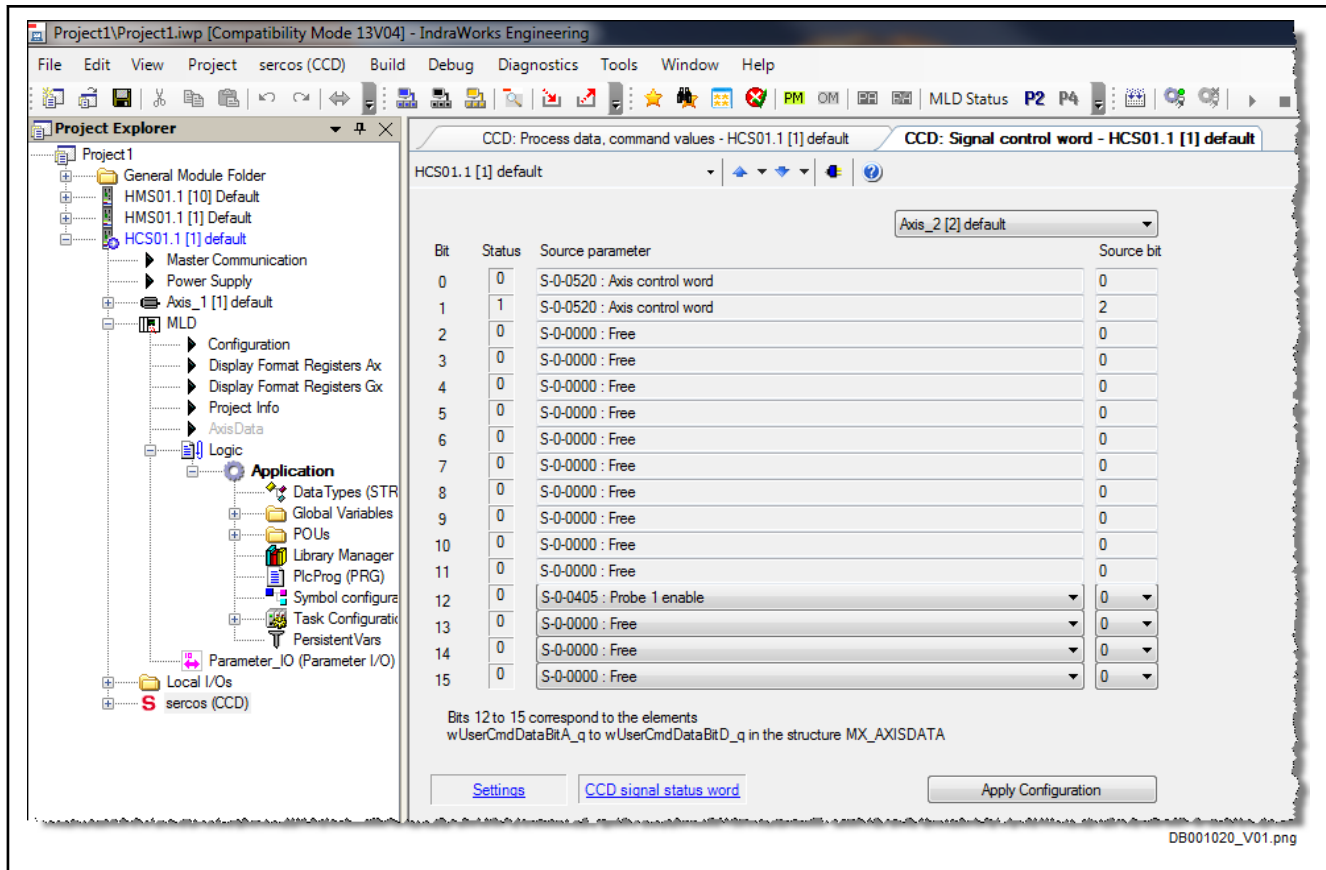 Project1\Project1.iwp [Compatibility Mode 13V04] - IndraWorks Engineering
File Edit View Project sercos (CCD) Build Debug Diagnostics Tools Window Help
PM OM MLD Status P2 P4
Project Explorer
Project1
General Module Folder
HMS01.1 [10] Default
HMS01.1 [1] Default
HCS01.1 [1] default
Master Communication
Power Supply
Axis_1 [1] default
MLD
Configuration
Display Format Registers Ax
Display Format Registers Gx
Project Info
AxisData
Logic
Application
DataTypes (STR
Global Variables
POUs
Library Manager
PlcProg (PRG)
Symbol configura
Task Configuratio
PersistentVars
Parameter_IO (Parameter I/O)
Local I/Os
S sercos (CCD)
CCD: Process data, command values - HCS01.1 [1] default CCD: Signal control word - HCS01.1 [1] default
HCS01.1 [1] default
Axis_2 [2] default
Bit Status Source parameter Source bit
0 0 S-0-0520 : Axis control word 0
1 1 S-0-0520 : Axis control word 2
2 0 S-0-0000 : Free 0
3 0 S-0-0000 : Free 0
4 0 S-0-0000 : Free 0
5 0 S-0-0000 : Free 0
6 0 S-0-0000 : Free 0
7 0 S-0-0000 : Free 0
8 0 S-0-0000 : Free 0
9 0 S-0-0000 : Free 0
10 0 S-0-0000 : Free 0
11 0 S-0-0000 : Free 0
12 0 S-0-0405 : Probe 1 enable 0
13 0 S-0-0000 : Free 0
14 0 S-0-0000 : Free 0
15 0 S-0-0000 : Free 0
Bits 12 to 15 correspond to the elements
wUserCmdDataBitA_q to wUserCmdDataBitD_q in the structure MX_AXISDATA
Settings CCD signal status word Apply Configuration
DB001020_V01.png